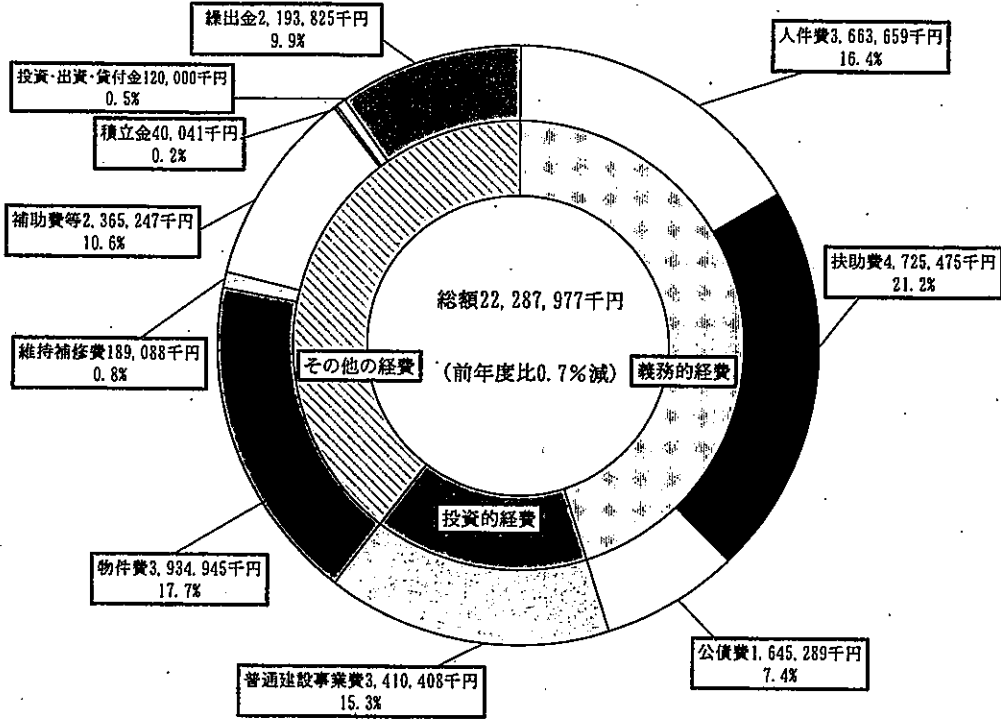 繰出金2,193,825千円
9.9%
人件費3,663,659千円
16.4%
投資・出資・貸付金120,000千円
0.5%
積立金40,041千円
0.2%
補助費等2,365,247千円
10.6%
扶助費4,725,475千円
21.2%
総額22,287,977千円
維持補修費189,088千円
0.8%
その他の経費
(前年度比0.7%減)
義務的経費
投資的経費
物件費3,934,945千円
17.7%
公債費1,645,289千円
7.4%
普通建設事業費3,410,408千円
15.3%